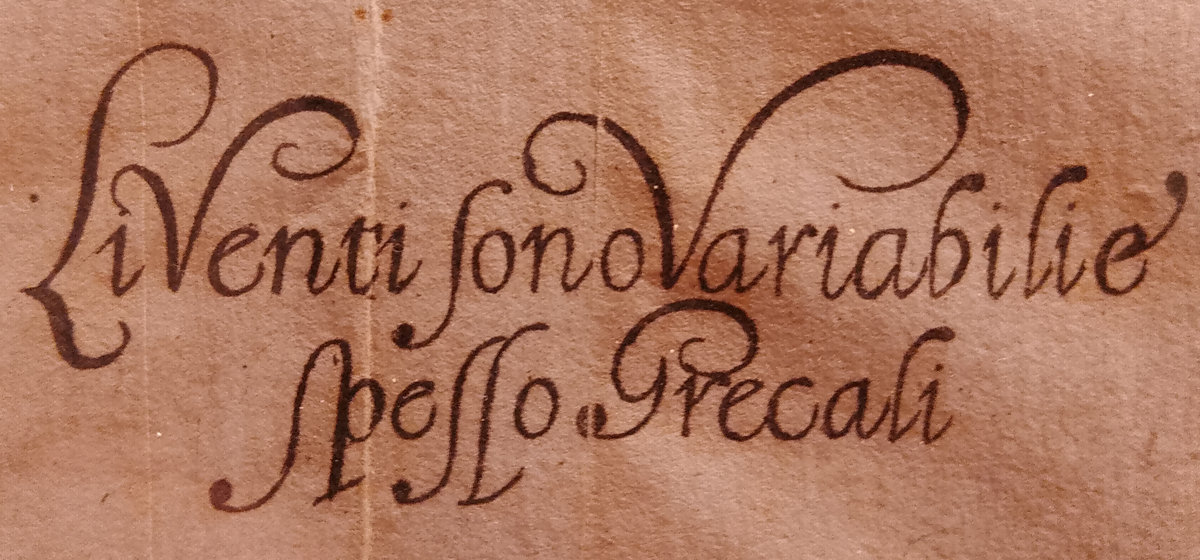 Li Venti ſono Variabili e
ſpeſſo Grecali